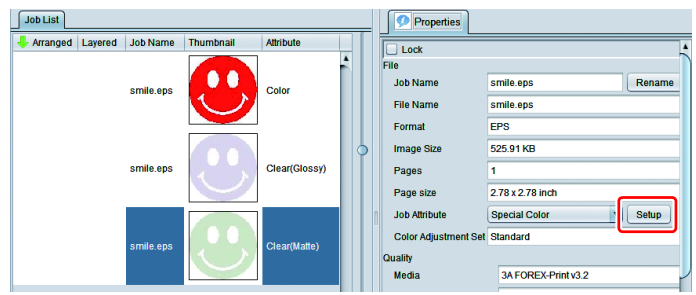 Job List
Arranged Layered Job Name Thumbnail Attribute
smile.eps Color
smile.eps Clear(Glossy)
smile.eps Clear(Matte)
Properties
Lock
File
Job Name smile.eps Rename
File Name smile.eps
Format EPS
Image Size 525.91 KB
Pages 1
Page size 2.78 x 2.78 inch
Job Attribute Special Color Setup
Color Adjustment Set Standard
Quality
Media 3A FOREX-Print v3.2